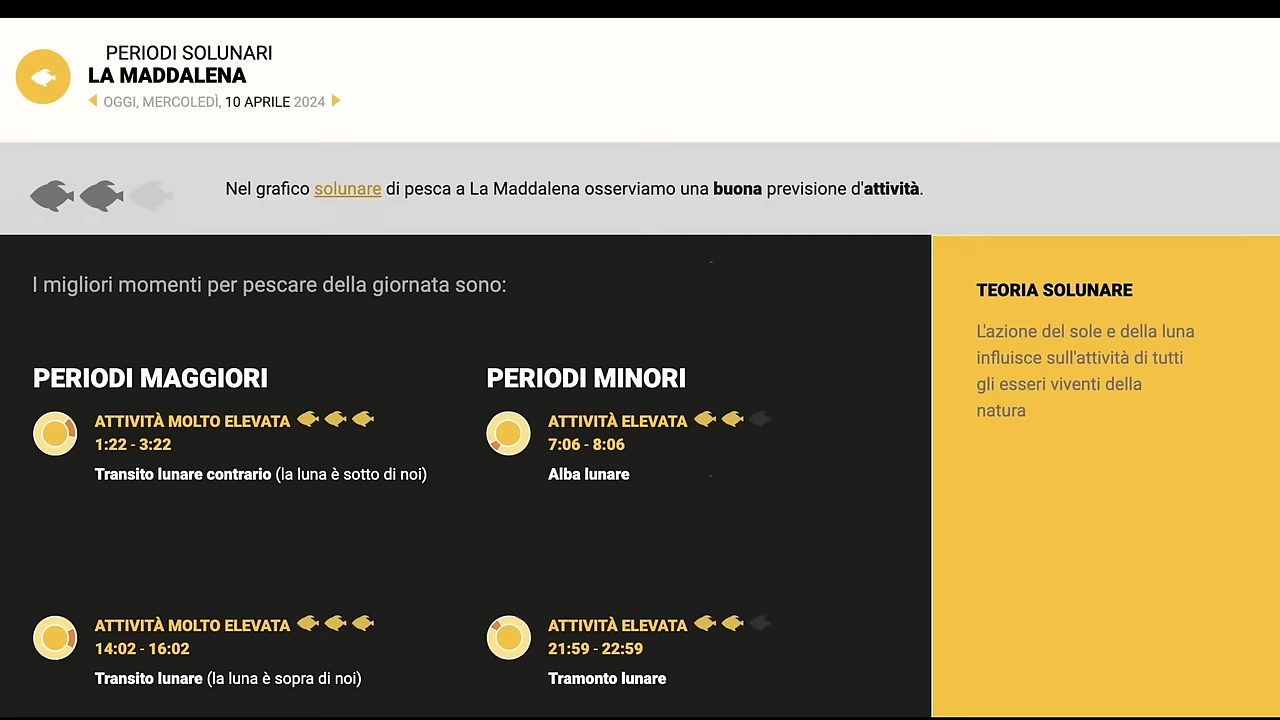 PERIODI SOLUNARI
LA MADDALENA
OGGI, MERCOLEDÌ, 10 APRILE 2024
Nel grafico solunare di pesca a La Maddalena osserviamo una buona previsione d'attività.
I migliori momenti per pescare della giornata sono:
PERIODI MAGGIORI
ATTIVITÀ MOLTO ELEVATA
1:22 - 3:22
Transito lunare contrario (la luna è sotto di noi)
ATTIVITÀ MOLTO ELEVATA
14:02 - 16:02
Transito lunare (la luna è sopra di noi)
PERIODI MINORI
ATTIVITÀ ELEVATA
7:06 - 8:06
Alba lunare
ATTIVITÀ ELEVATA
21:59 - 22:59
Tramonto lunare
TEORIA SOLUNARE
L'azione del sole e della luna
influisce sull'attività di tutti
gli esseri viventi della
natura